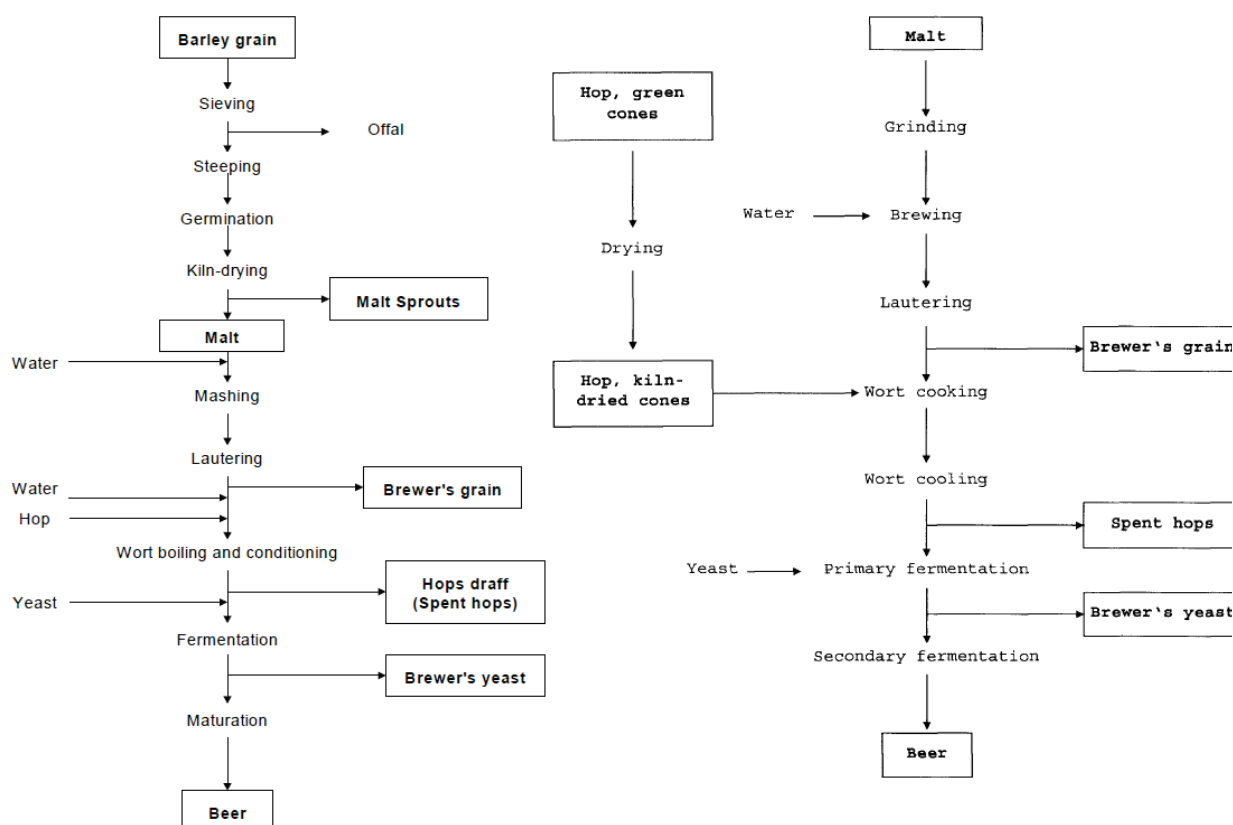 Barley grain
Sieving
Offal
Steeping
Germination
Kiln-drying
Malt Sprouts
Malt
Water
Mashing
Lautering
Brewer's grain
Water
Hop
Wort boiling and conditioning
Hops draff
(Spent hops)
Yeast
Fermentation
Brewer's yeast
Maturation
Beer
Malt
Hop, green
cones
Grinding
Water
Brewing
Drying
Lautering
Brewer‘s grain
Hop, kiln-
dried cones
Wort cooking
Wort cooling
Spent hops
Yeast
Primary fermentation
Brewer‘s yeast
Secondary fermentation
Beer